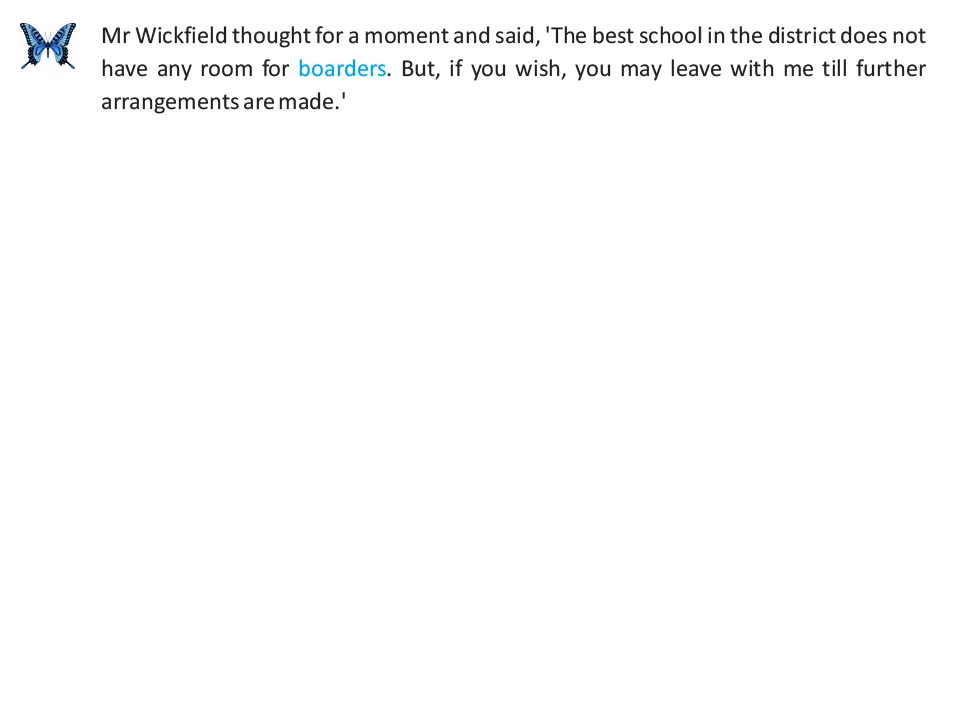 Mr Wickfield thought for a moment and said, 'The best school in the district does not
have any room for boarders. But, if you wish, you may leave with me till further
arrangements are made.'